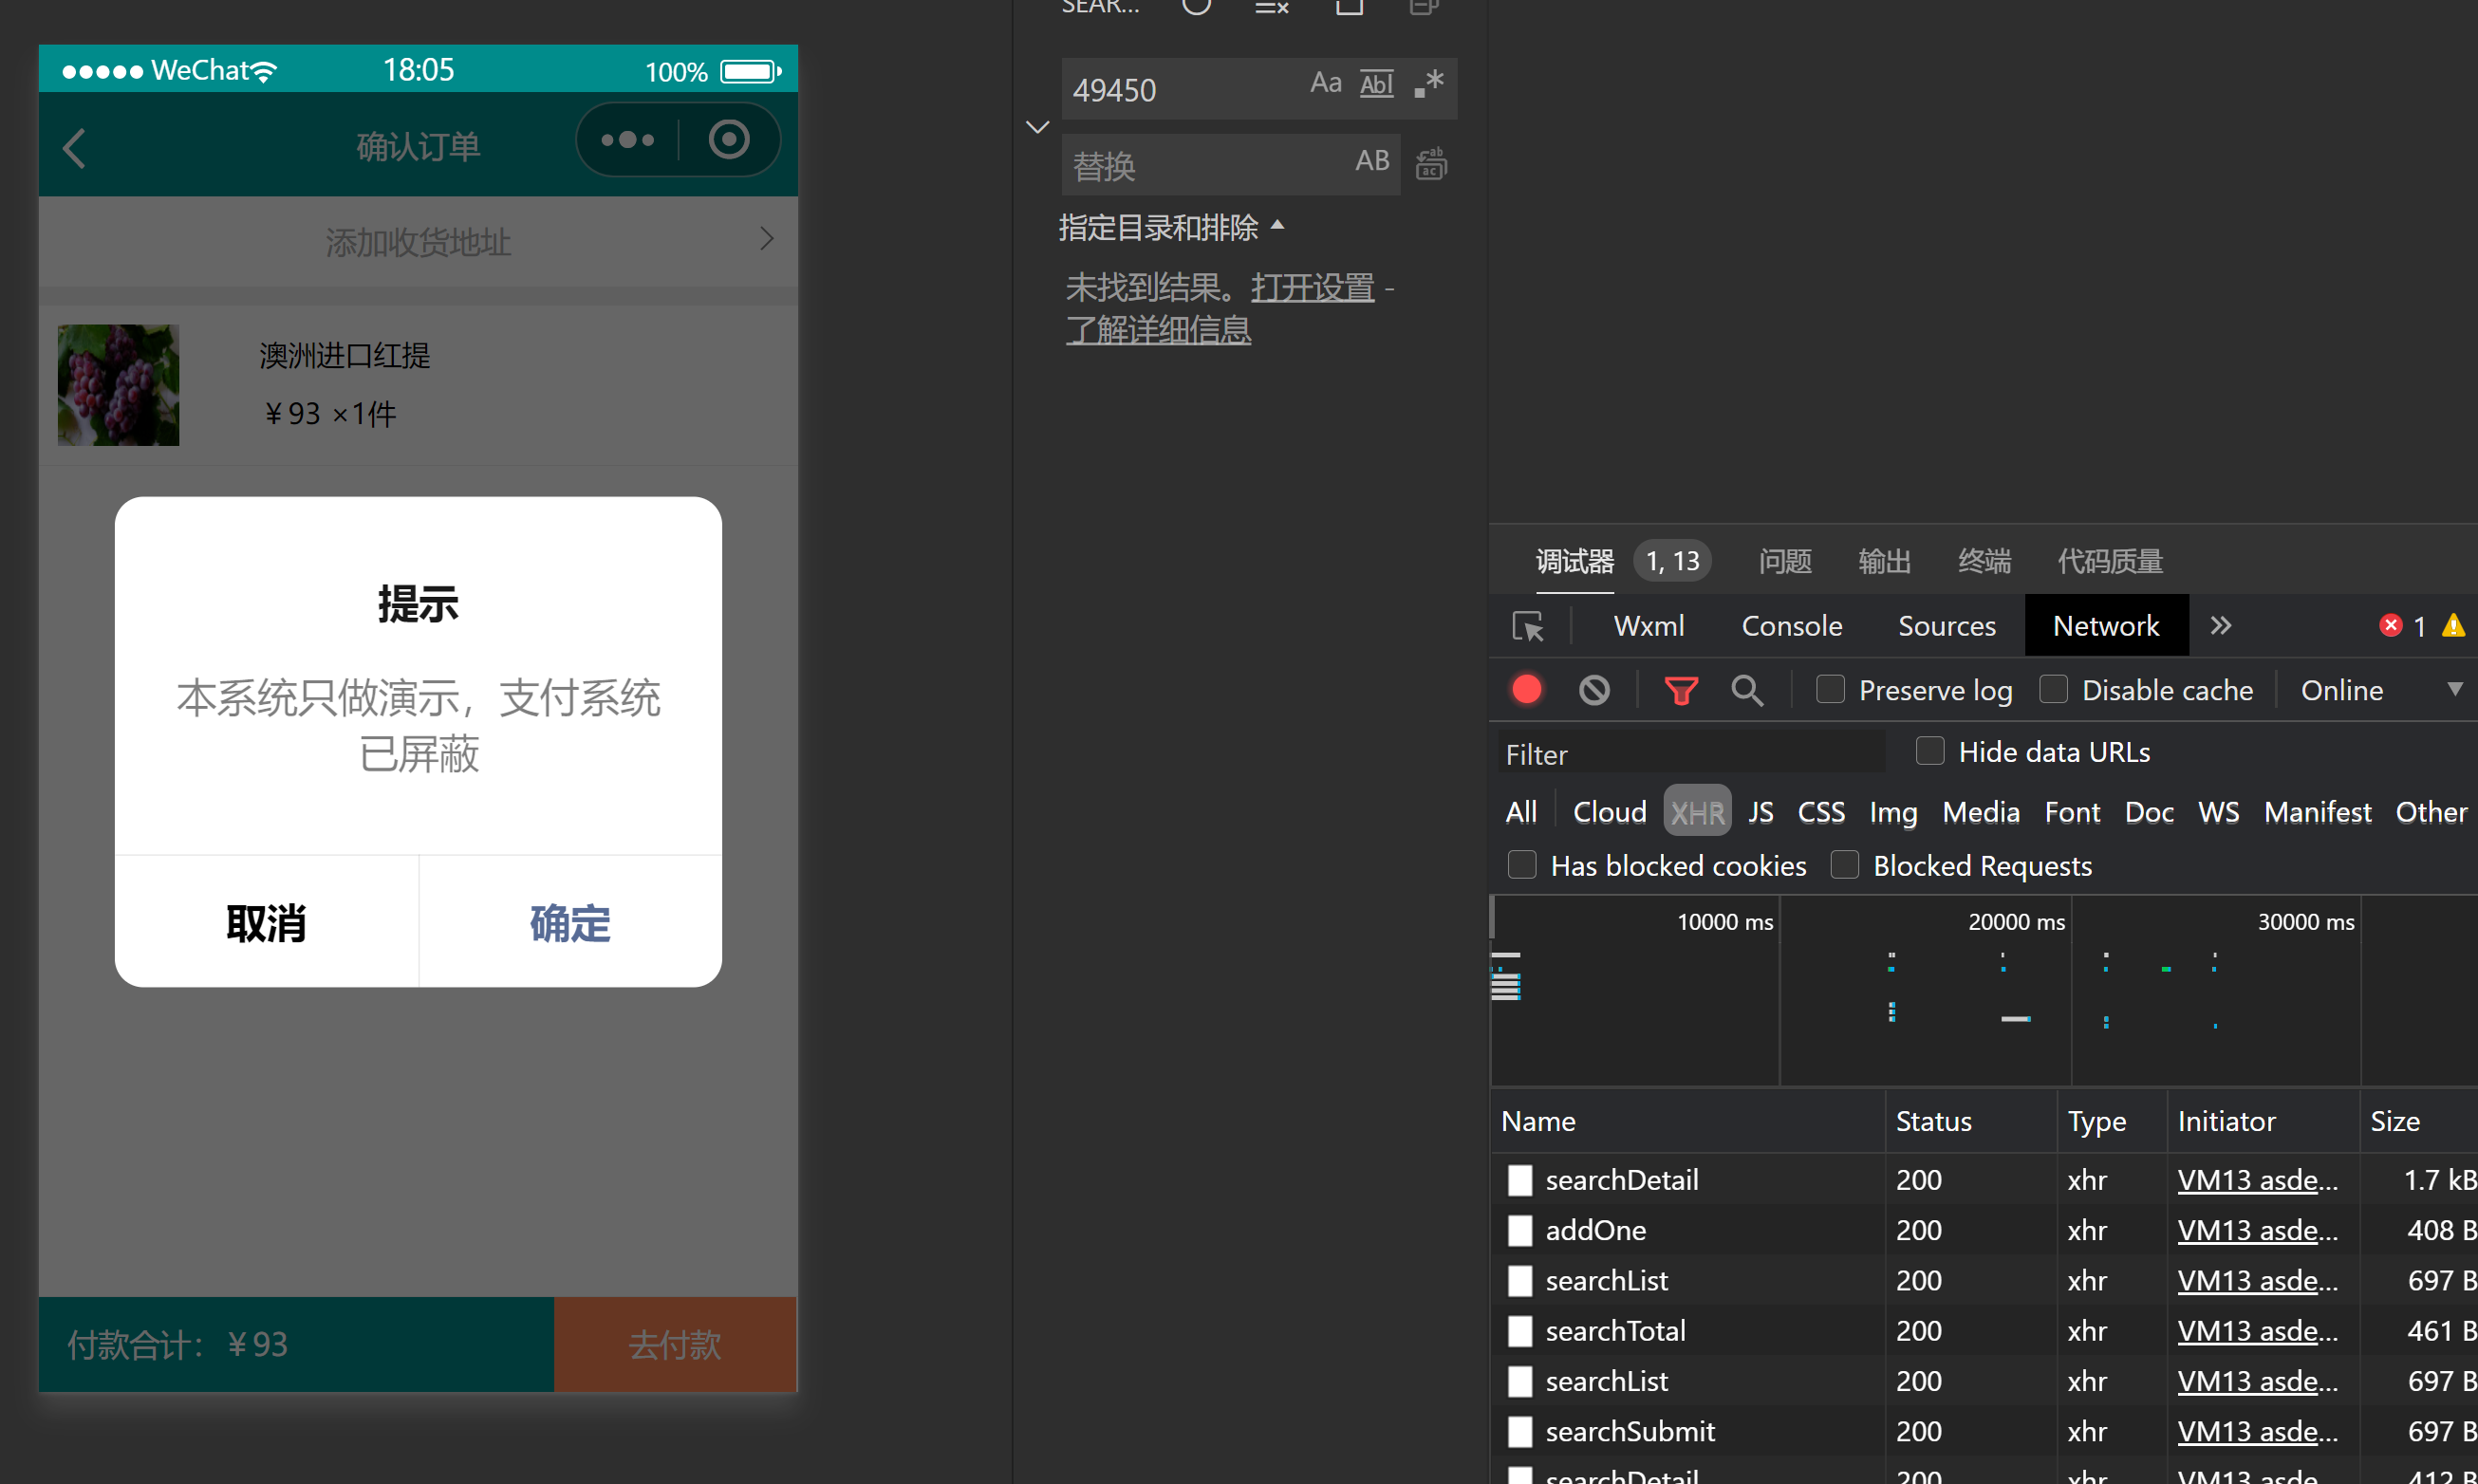 WeChat 18:05 100%
确认订单
添加收货地址
澳洲进口红提
¥93 ×1件
提示
本系统只做演示，支付系统
已屏蔽
取消 确定
付款合计：¥93 去付款
SEAR...
49450 Aa Abl .*
替换 AB
指定目录和排除
未找到结果。打开设置 -
了解详细信息
调试器 1, 13 问题 输出 终端 代码质量
Wxml Console Sources Network 1
Preserve log Disable cache Online
Filter Hide data URLs
All Cloud XHR JS CSS Img Media Font Doc WS Manifest Other
Has blocked cookies Blocked Requests
10000 ms 20000 ms 30000 ms
Name Status Type Initiator Size
searchDetail 200 xhr VM13 asde... 1.7 kB
addOne 200 xhr VM13 asde... 408 B
searchList 200 xhr VM13 asde... 697 B
searchTotal 200 xhr VM13 asde... 461 B
searchList 200 xhr VM13 asde... 697 B
searchSubmit 200 xhr VM13 asde... 697 B
searchDetail 200 xhr VM13 asde... 412 B